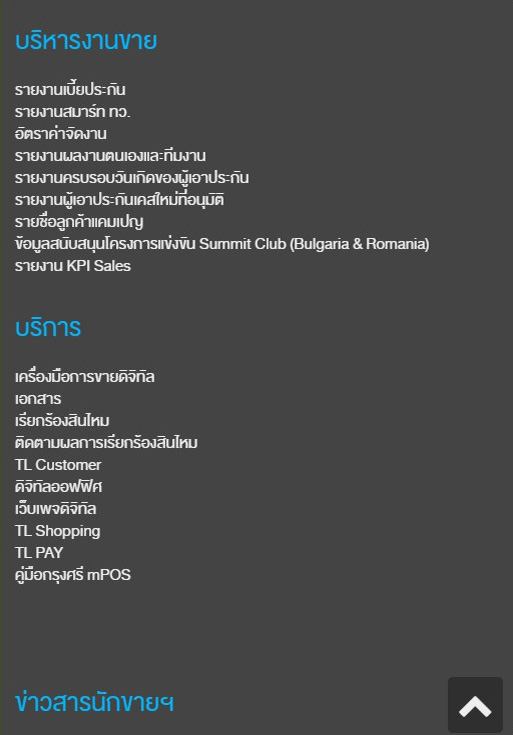 บริหารงานขาย
รายงานเบี้ยประกัน
รายงานสมาร์ท ทว.
อัตราค่าจัดงาน
รายงานผลงานตนเองและทีมงาน
รายงานครบรอบวันเกิดของผู้เอาประกัน
รายงานผู้เอาประกันเคสใหม่ที่อนุมัติ
รายชื่อลูกค้าแคมเปญ
ข้อมูลสนับสนุนโครงการแข่งขัน Summit Club (Bulgaria & Romania)
รายงาน KPI Sales
บริการ
เครื่องมือการขายดิจิทัล
เอกสาร
เรียกร้องสินไหม
ติดตามผลการเรียกร้องสินไหม
TL Customer
ดิจิทัลออฟฟิศ
เว็บเพจดิจิทัล
TL Shopping
TL PAY
คู่มือกรุงศรี mPOS
ข่าวสารนักขายฯ